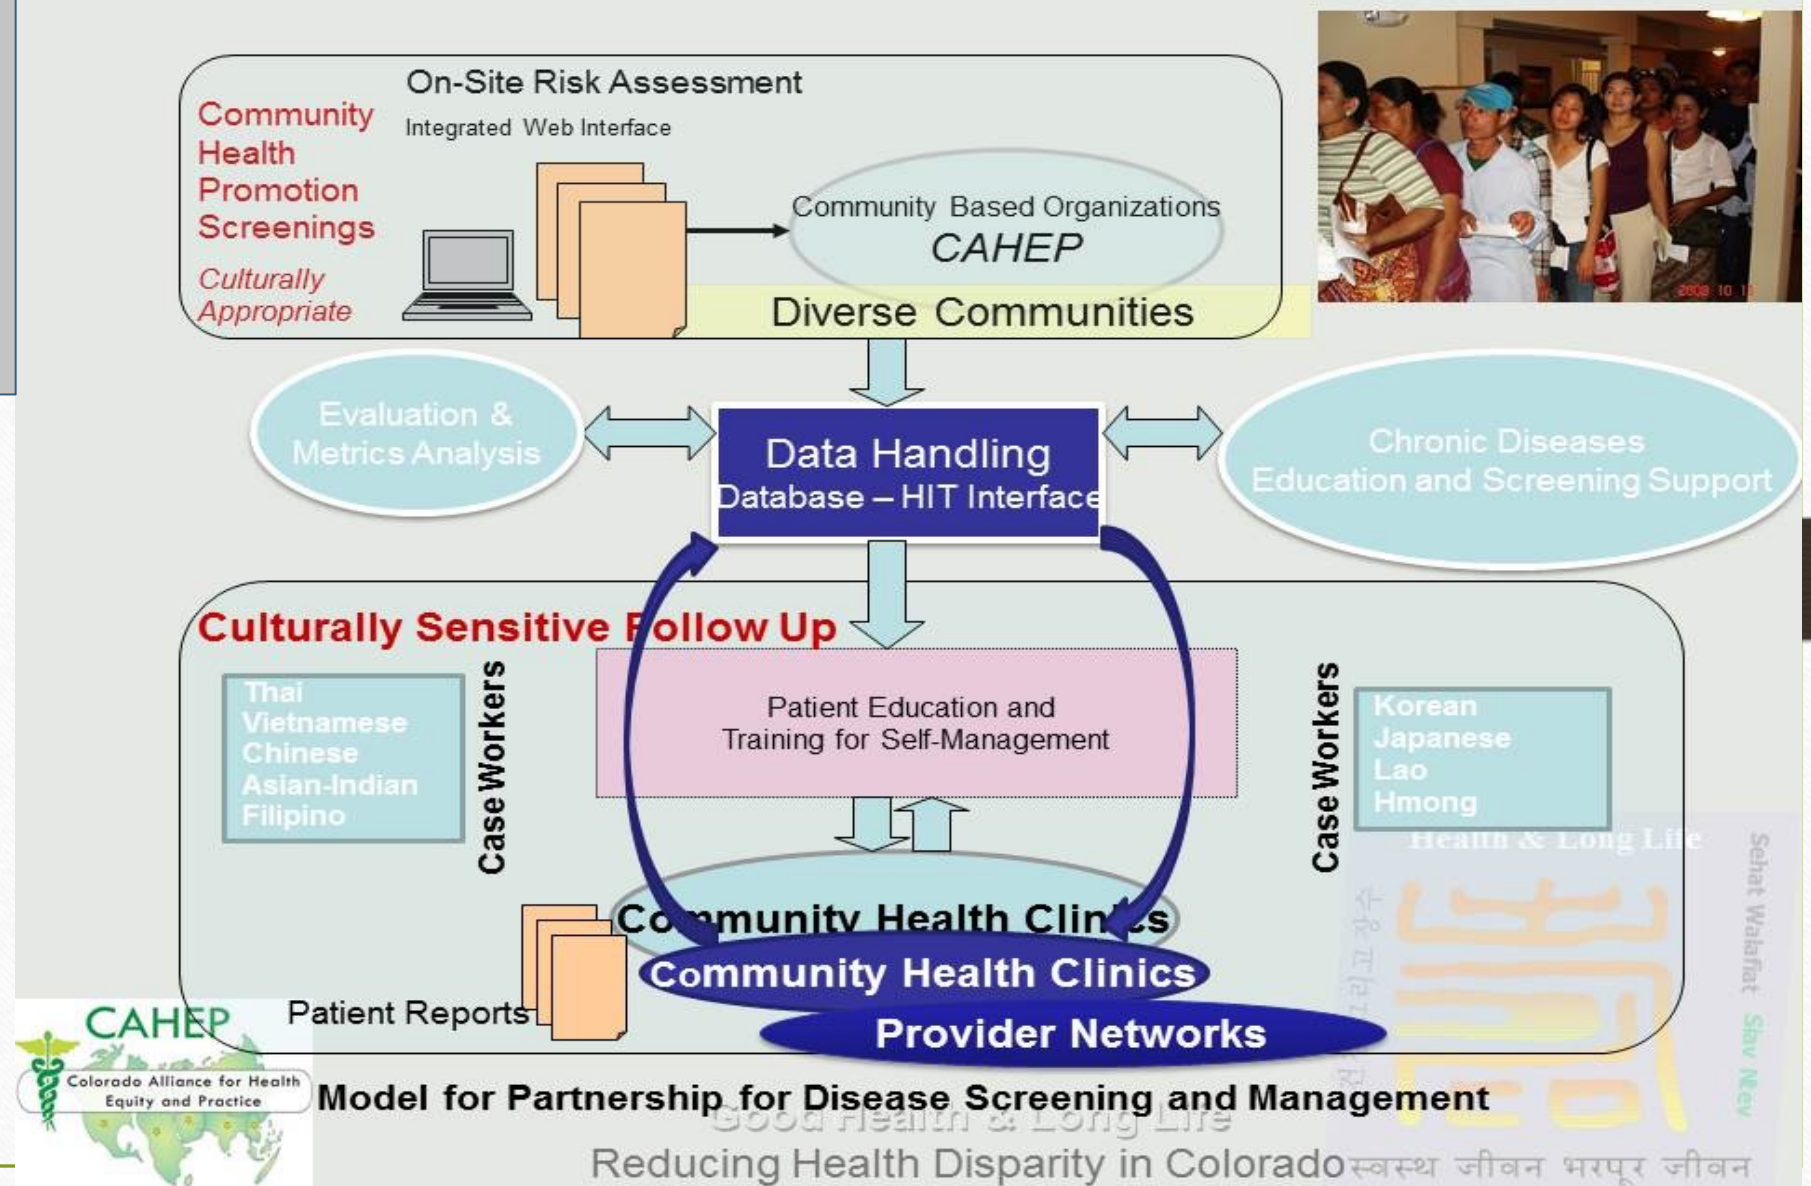 On-Site Risk Assessment
Integrated Web Interface
Community
Health
Promotion
Screenings
Culturally
Appropriate
Community Based Organizations
CAHEP
Diverse Communities
2008 10 1
Evaluation &
Metrics Analysis
Data Handling
Database – HIT Interface
Chronic Diseases
Education and Screening Support
Culturally Sensitive Follow Up
Thai
Vietnamese
Chinese
Asian-Indian
Filipino
Case Workers
Patient Education and
Training for Self-Management
Case Workers
Korean
Japanese
Lao
Hmong
Health & Long Life
Sehat Walafiat
Community Health Clinics
Community Health Clinics
Patient Reports
Provider Networks
CAHEP
Colorado Alliance for Health
Equity and Practice
Model for Partnership for Disease Screening and Management
Good Health & Long Life
Reducing Health Disparity in Colorado
स्वस्थ जीवन भरपूर जीवन